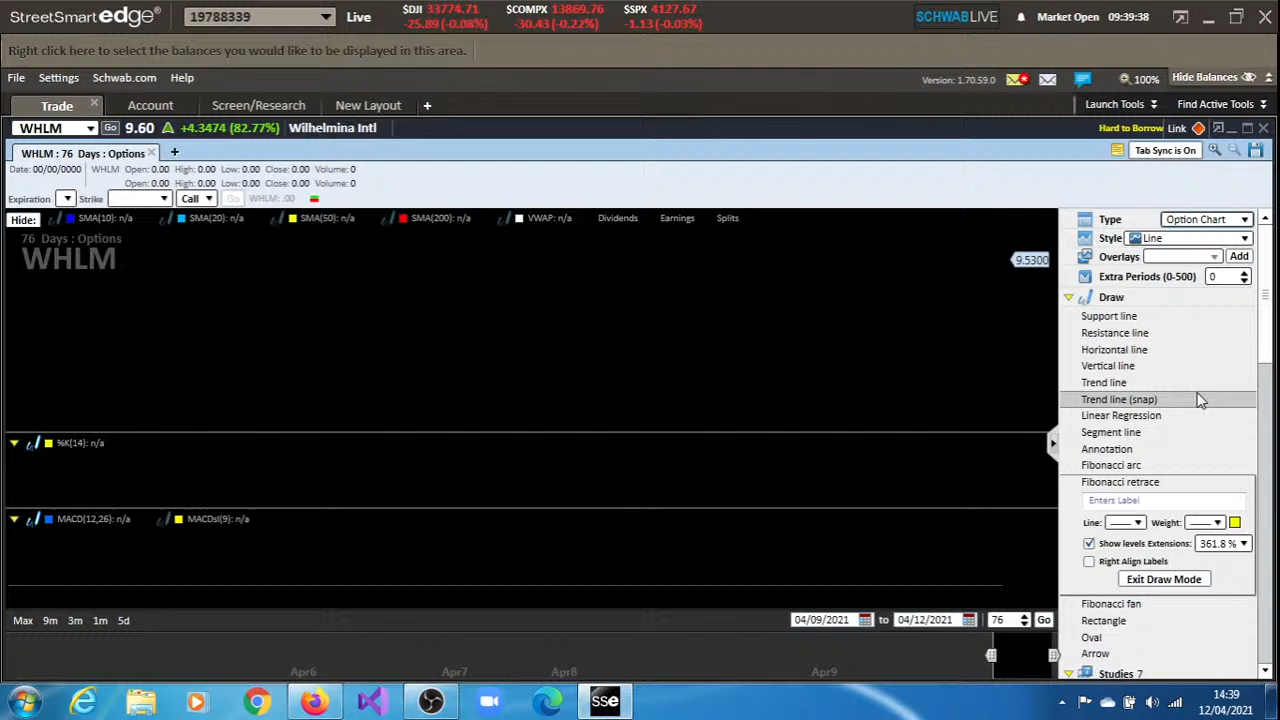 StreetSmart edge® 19788339 Live $DJI 33774.71 $COMPX 13869.76 $SPX 4127.67 SCHWABLIVE Market Open 09:39:38
-25.89 (-0.08%) -30.43 (-0.22%) -1.13 (-0.03%)
Right click here to select the balances you would like to be displayed in this area.
File Settings Schwab.com Help Version: 1.70.59.0 100% Hide Balances
Trade Account Screen/Research New Layout + Launch Tools Find Active Tools
WHLM Go 9.60 +4.3474 (82.77%) Wilhelmina Intl Hard to Borrow Link
WHLM : 76 Days : Options + Tab Sync is On
Date: 00/00/0000 WHLM Open: 0.00 High: 0.00 Low: 0.00 Close: 0.00 Volume: 0
Open: 0.00 High: 0.00 Low: 0.00 Close: 0.00 Volume: 0
Expiration Strike Call Go WHLM: .00
Hide: SMA(10): n/a SMA(20): n/a SMA(50): n/a SMA(200): n/a VWAP: n/a Dividends Earnings Splits
76 Days : Options
WHLM
9.5300
%K(14): n/a
MACD(12,26): n/a MACDsl(9): n/a
Max 9m 3m 1m 5d 04/09/2021 to 04/12/2021 76 Go
Apr6 Apr7 Apr8 Apr9
Type Option Chart
Style Line
Overlays Add
Extra Periods (0-500) 0
Draw
Support line
Resistance line
Horizontal line
Vertical line
Trend line
Trend line (snap)
Linear Regression
Segment line
Annotation
Fibonacci arc
Fibonacci retrace
Enters Label
Line: Weight:
Show levels Extensions: 361.8 %
Right Align Labels
Exit Draw Mode
Fibonacci fan
Rectangle
Oval
Arrow
Studies 7
sse
14:39
12/04/2021